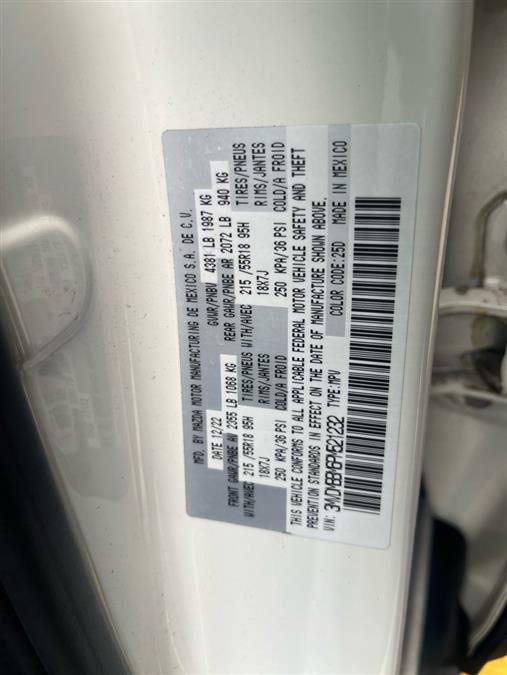 MFD. BY MAZDA MOTOR MANUFACTURING DE MEXICO S.A. DE C.V.
DATE 12/22 GVWR/PNBV 4381 LB 1987 KG
FRONT GAWR/PNBE AV 2355 LB 1068 KG REAR GAWR/PNBE AR 2072 LB 940 KG
WITH/AVEC 215 /55R18 95H TIRES/PNEUS WITH/AVEC 215 /55R18 95H TIRES/PNEUS
18X7J RIMS/JANTES 18X7J RIMS/JANTES
250 KPA/36 PSI COLD/A FROID 250 KPA/36 PSI COLD/A FROID
THIS VEHICLE CONFORMS TO ALL APPLICABLE FEDERAL MOTOR VEHICLE SAFETY AND THEFT
PREVENTION STANDARDS IN EFFECT ON THE DATE OF MANUFACTURE SHOWN ABOVE.
VIN: TYPE:MPV COLOR CODE:25D MADE IN MEXICO